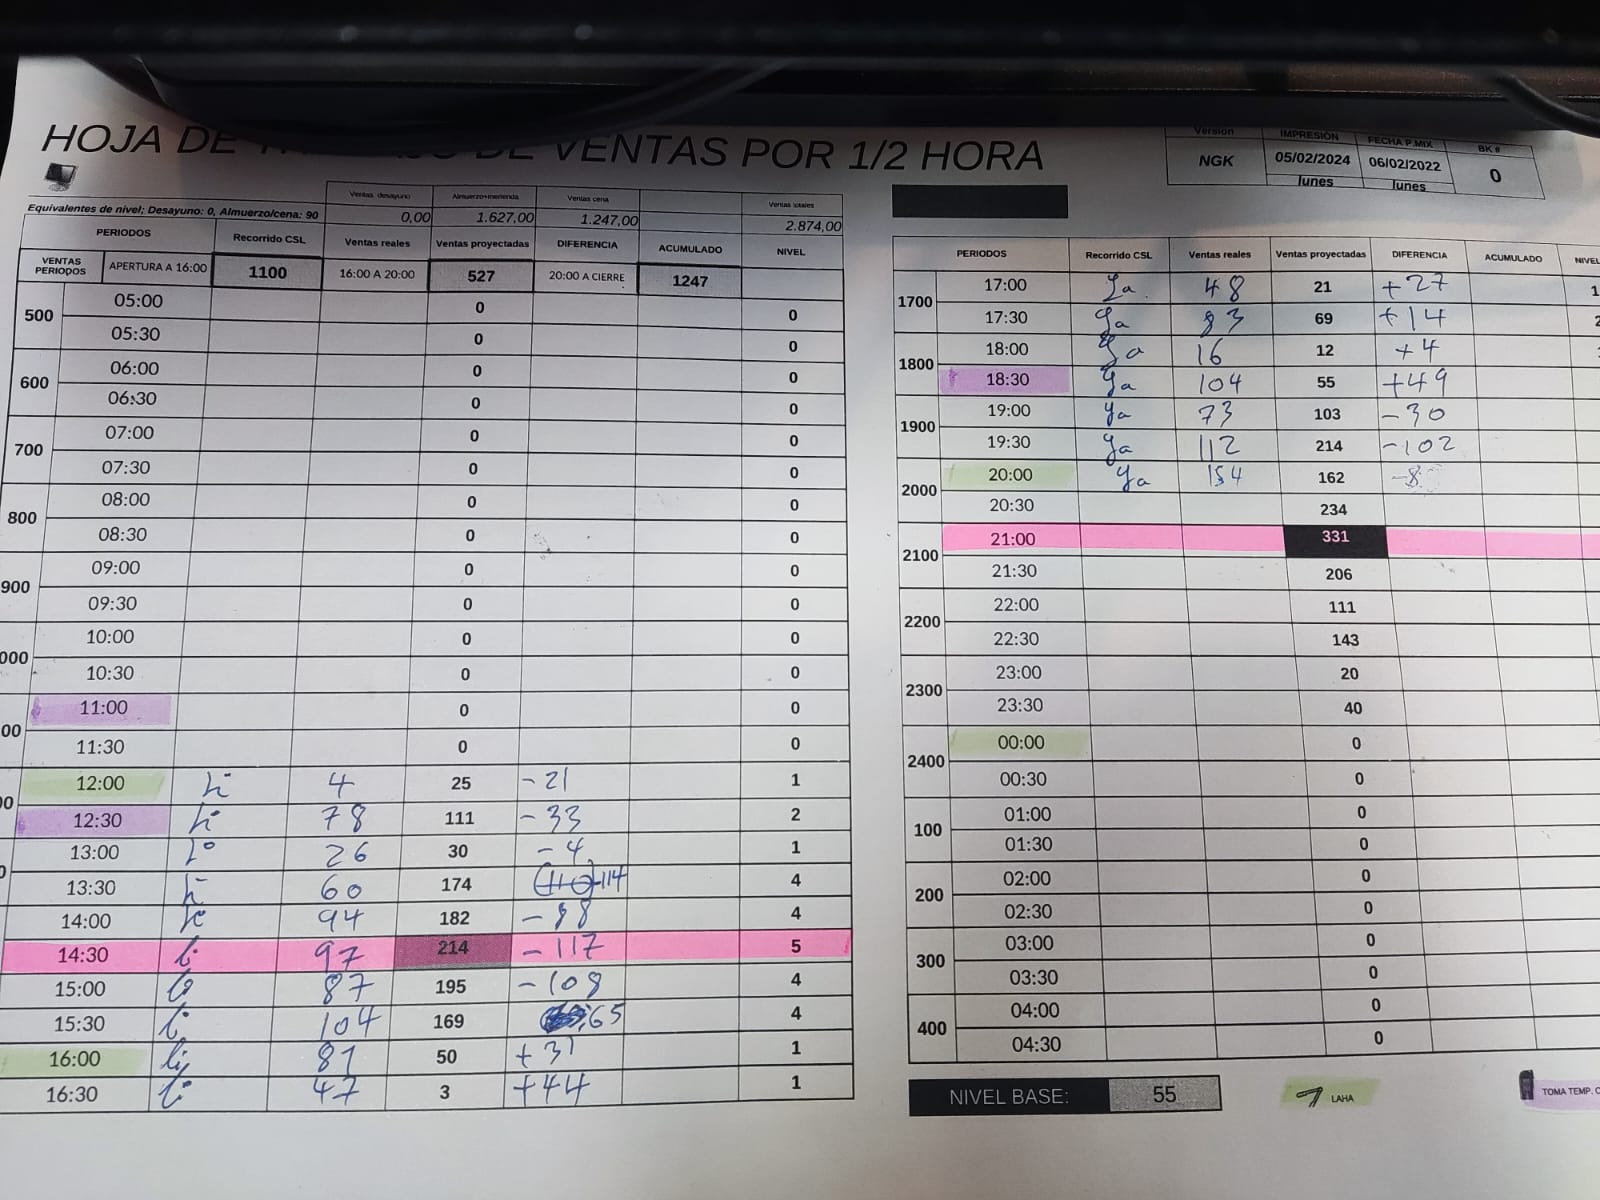 HOJA DE TRABAJO DE VENTAS POR 1/2 HORA
Versión IMPRESIÓN FECHA P.MIX BK #
NGK 05/02/2024 06/02/2022 0
lunes lunes
Ventas desayuno Almuerzo+merienda Ventas cena Ventas totales
Equivalentes de nivel; Desayuno: 0, Almuerzo/cena: 90 0,00 1.627,00 1.247,00 2.874,00
PERIODOS Recorrido CSL Ventas reales Ventas proyectadas DIFERENCIA ACUMULADO NIVEL
VENTAS PERIODOS APERTURA A 16:00 1100 16:00 A 20:00 527 20:00 A CIERRE 1247
500 05:00 0 0
05:30 0 0
600 06:00 0 0
06:30 0 0
700 07:00 0 0
07:30 0 0
800 08:00 0 0
08:30 0 0
900 09:00 0 0
09:30 0 0
000 10:00 0 0
10:30 0 0
00 11:00 0 0
11:30 0 0
00 12:00 4 25 -21 1
12:30 78 111 -33 2
0 13:00 26 30 -4 1
13:30 60 174 -114 4
14:00 94 182 -88 4
14:30 97 214 -117 5
15:00 87 195 -108 4
15:30 104 169 65 4
16:00 81 50 +31 1
16:30 47 3 +44 1
PERIODOS Recorrido CSL Ventas reales Ventas proyectadas DIFERENCIA ACUMULADO NIVEL
1700 17:00 Ya 48 21 +27 1
17:30 Ya 83 69 +14 2
1800 18:00 Ya 16 12 +4
18:30 Ya 104 55 +49
1900 19:00 Ya 73 103 -30
19:30 Ya 112 214 -102
2000 20:00 Ya 154 162 -8
20:30 234
2100 21:00 331
21:30 206
2200 22:00 111
22:30 143
2300 23:00 20
23:30 40
2400 00:00 0
00:30 0
100 01:00 0
01:30 0
200 02:00 0
02:30 0
300 03:00 0
03:30 0
400 04:00 0
04:30 0
NIVEL BASE: 55 LAHA TOMA TEMP. C